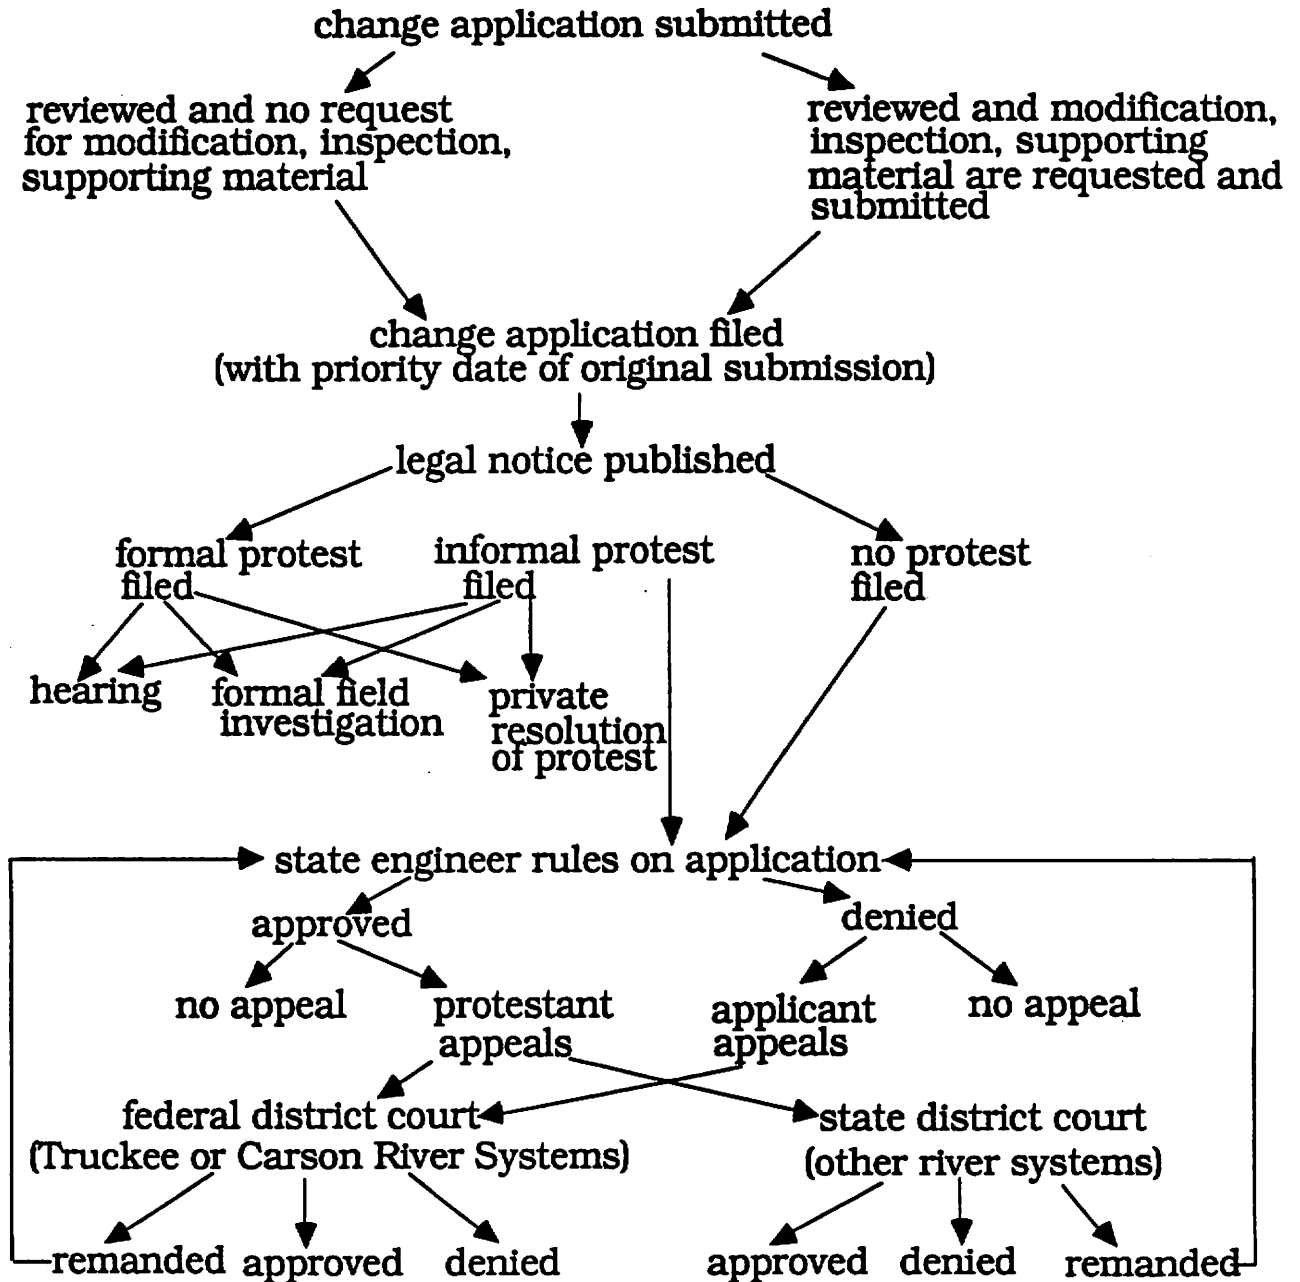 change application submitted
reviewed and no request
for modification, inspection,
supporting material
reviewed and modification,
inspection, supporting
material are requested and
submitted
change application filed
(with priority date of original submission)
legal notice published
formal protest
filed
informal protest
filed
no protest
filed
hearing
formal field
investigation
private
resolution
of protest
state engineer rules on application
approved
denied
no appeal
protestant
appeals
applicant
appeals
no appeal
federal district court
(Truckee or Carson River Systems)
state district court
(other river systems)
remanded
approved
denied
approved
denied
remanded